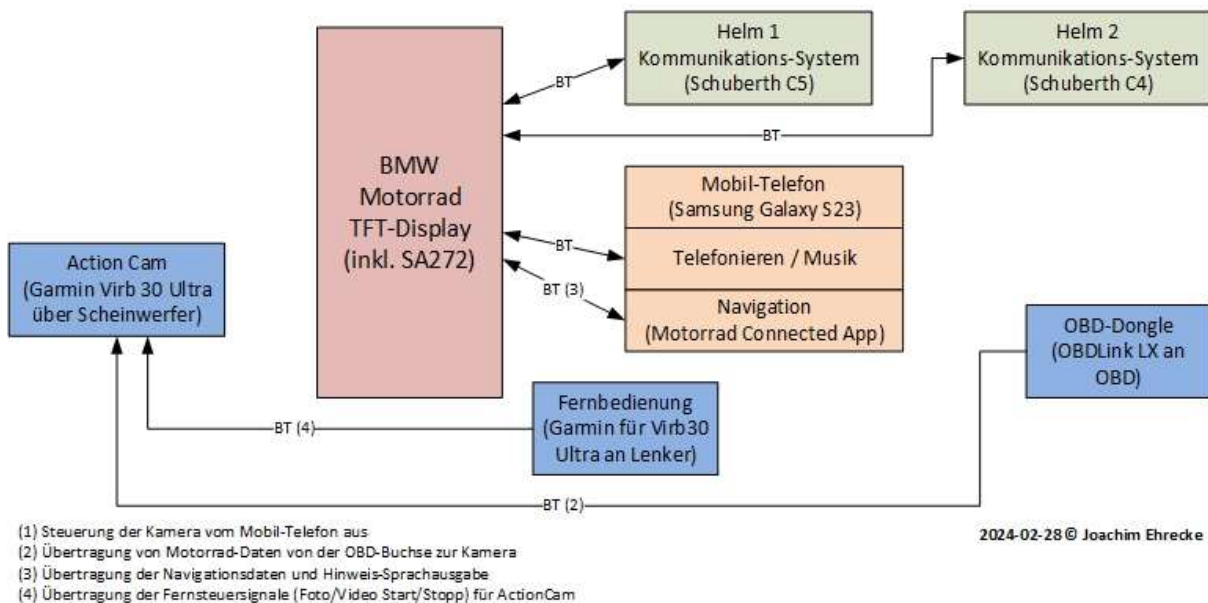 Helm 1
Kommunikations-System
(Schuberth C5)
Helm 2
Kommunikations-System
(Schuberth C4)
BT
BT
BMW
Motorrad
TFT-Display
(inkl. SA272)
Mobil-Telefon
(Samsung Galaxy S23)
Telefonieren / Musik
Navigation
(Motorrad Connected App)
BT
BT (3)
Action Cam
(Garmin Virb 30 Ultra
über Scheinwerfer)
OBD-Dongle
(OBDLink LX an
OBD)
Fernbedienung
(Garmin für Virb30
Ultra an Lenker)
BT (4)
BT (2)
(1) Steuerung der Kamera vom Mobil-Telefon aus
(2) Übertragung von Motorrad-Daten von der OBD-Buchse zur Kamera
(3) Übertragung der Navigationsdaten und Hinweis-Sprachausgabe
(4) Übertragung der Fernsteuersignale (Foto/Video Start/Stopp) für ActionCam
2024-02-28 © Joachim Ehrecke